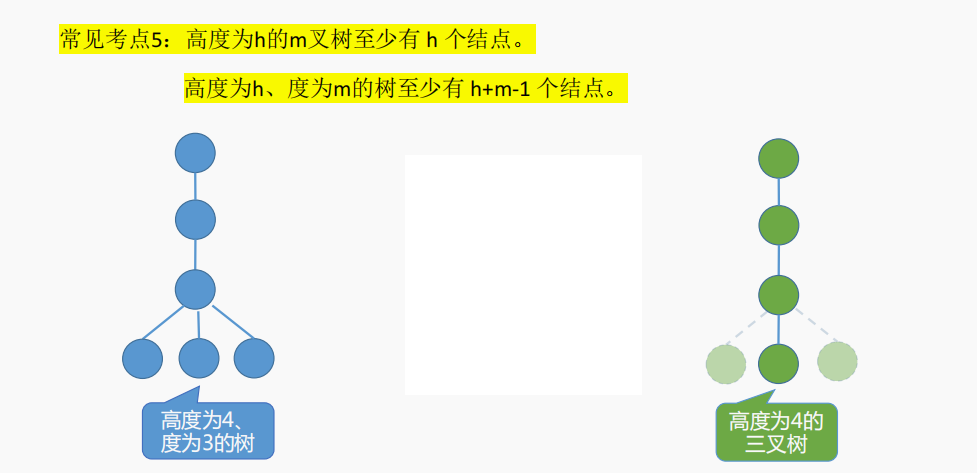 常见考点5：高度为h的m叉树至少有 h 个结点。
高度为h、度为m的树至少有 h+m-1 个结点。
高度为4、
度为3的树
高度为4的
三叉树